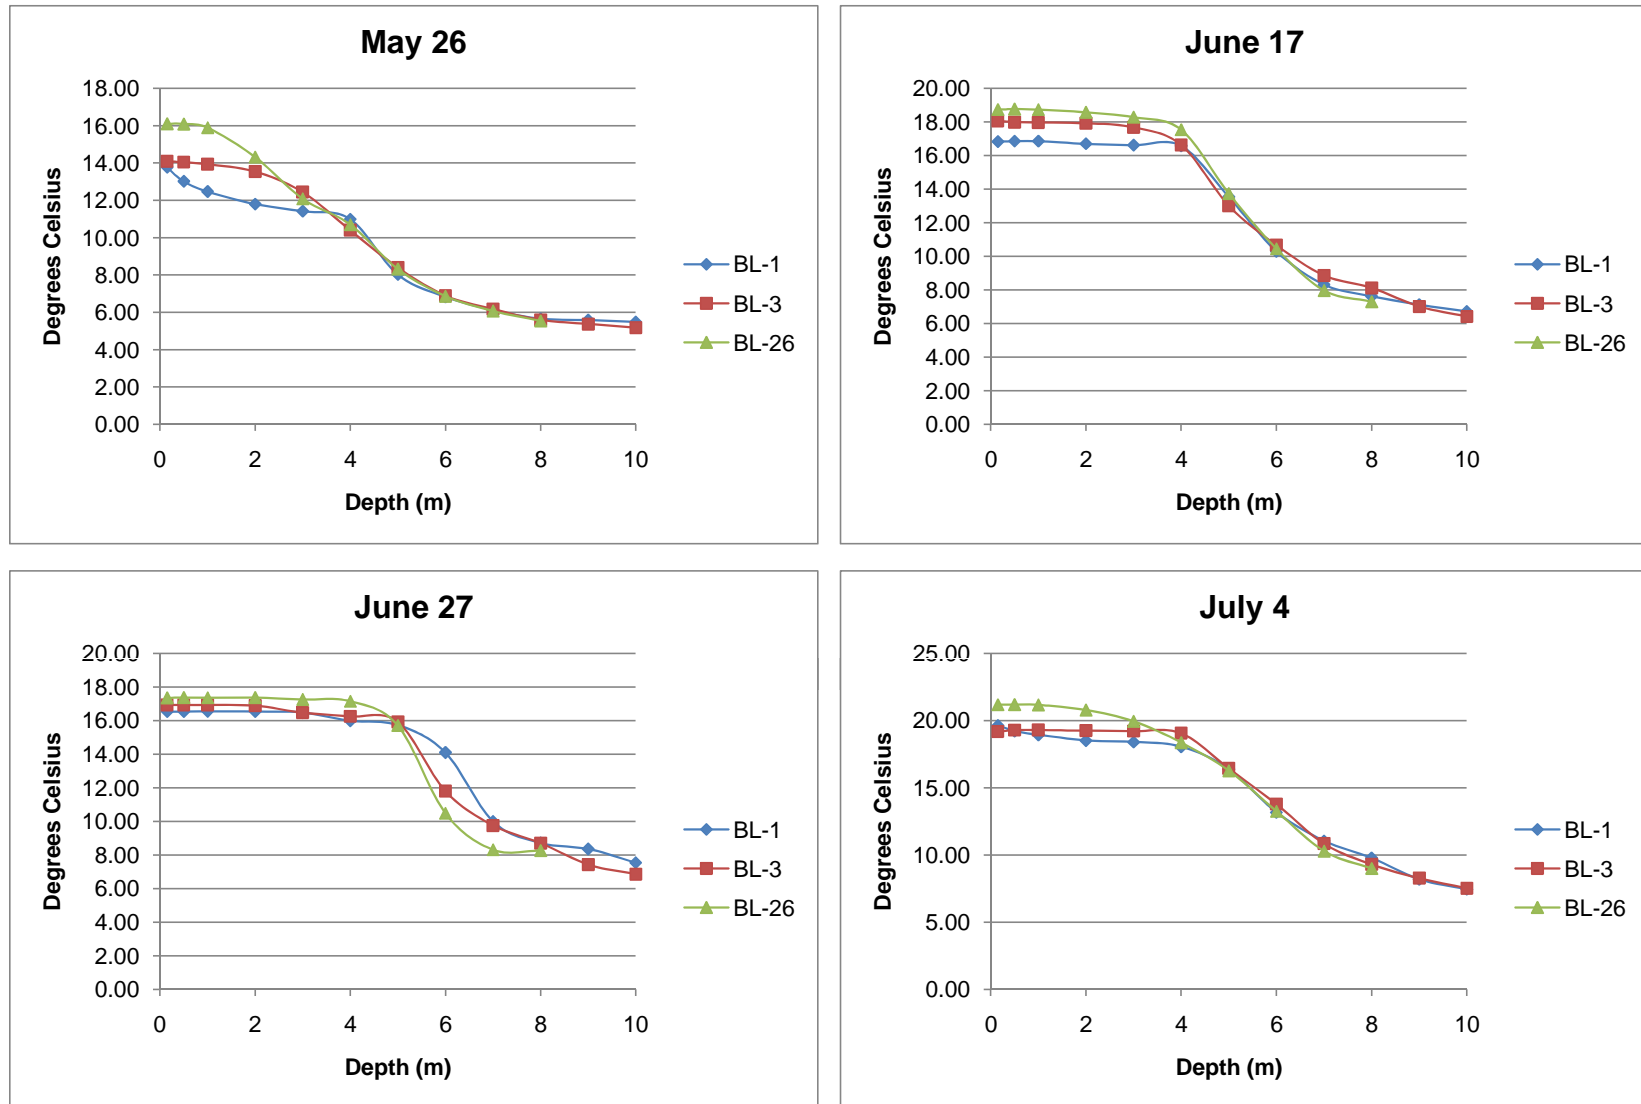 May 26
18.00
16.00
14.00
12.00
10.00
8.00
6.00
4.00
2.00
0.00
Degrees Celsius
0 2 4 6 8 10
Depth (m)
BL-1
BL-3
BL-26
June 17
20.00
18.00
16.00
14.00
12.00
10.00
8.00
6.00
4.00
2.00
0.00
Degrees Celsius
0 2 4 6 8 10
Depth (m)
BL-1
BL-3
BL-26
June 27
20.00
18.00
16.00
14.00
12.00
10.00
8.00
6.00
4.00
2.00
0.00
Degrees Celsius
0 2 4 6 8 10
Depth (m)
BL-1
BL-3
BL-26
July 4
25.00
20.00
15.00
10.00
5.00
0.00
Degrees Celsius
0 2 4 6 8 10
Depth (m)
BL-1
BL-3
BL-26